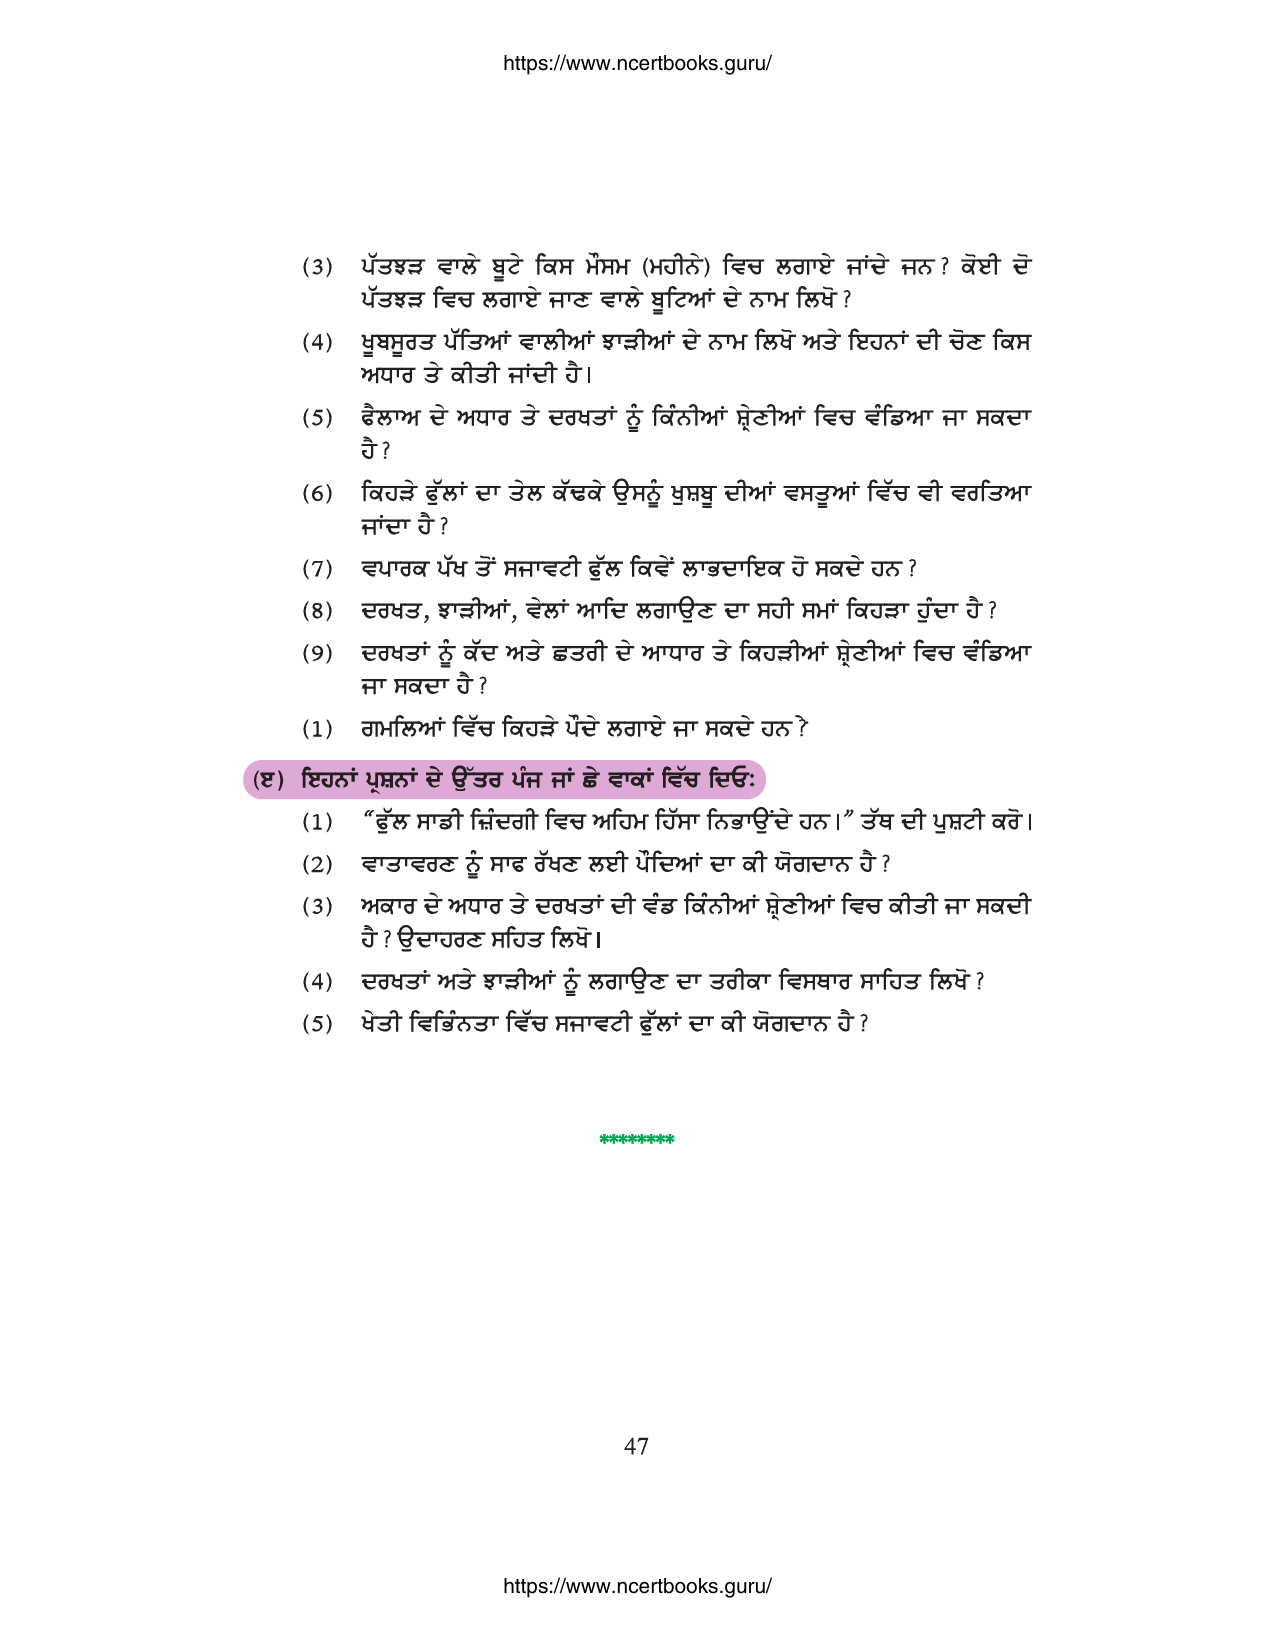 https://www.ncertbooks.guru/
(3) ਪੱਤਝੜ ਵਾਲੇ ਬੂਟੇ ਕਿਸ ਮੌਸਮ (ਮਹੀਨੇ) ਵਿਚ ਲਗਾਏ ਜਾਂਦੇ ਜਨ? ਕੋਈ ਦੋ
ਪੱਤਝੜ ਵਿਚ ਲਗਾਏ ਜਾਣ ਵਾਲੇ ਬੂਟਿਆਂ ਦੇ ਨਾਮ ਲਿਖੋ?
(4) ਖੂਬਸੂਰਤ ਪੱਤਿਆਂ ਵਾਲੀਆਂ ਝਾੜੀਆਂ ਦੇ ਨਾਮ ਲਿਖੋ ਅਤੇ ਇਹਨਾਂ ਦੀ ਚੋਣ ਕਿਸ
ਅਧਾਰ ਤੇ ਕੀਤੀ ਜਾਂਦੀ ਹੈ।
(5) ਫੈਲਾਅ ਦੇ ਅਧਾਰ ਤੇ ਦਰਖਤਾਂ ਨੂੰ ਕਿੰਨੀਆਂ ਸ਼੍ਰੇਣੀਆਂ ਵਿਚ ਵੰਡਿਆ ਜਾ ਸਕਦਾ
ਹੈ?
(6) ਕਿਹੜੇ ਫੁੱਲਾਂ ਦਾ ਤੇਲ ਕੱਢਕੇ ਉਸਨੂੰ ਖੁਸ਼ਬੂ ਦੀਆਂ ਵਸਤੂਆਂ ਵਿੱਚ ਵੀ ਵਰਤਿਆ
ਜਾਂਦਾ ਹੈ?
(7) ਵਪਾਰਕ ਪੱਖ ਤੋਂ ਸਜਾਵਟੀ ਫੁੱਲ ਕਿਵੇਂ ਲਾਭਦਾਇਕ ਹੋ ਸਕਦੇ ਹਨ?
(8) ਦਰਖਤ, ਝਾੜੀਆਂ, ਵੇਲਾਂ ਆਦਿ ਲਗਾਉਣ ਦਾ ਸਹੀ ਸਮਾਂ ਕਿਹੜਾ ਹੁੰਦਾ ਹੈ?
(9) ਦਰਖਤਾਂ ਨੂੰ ਕੱਦ ਅਤੇ ਛਤਰੀ ਦੇ ਆਧਾਰ ਤੇ ਕਿਹੜੀਆਂ ਸ਼੍ਰੇਣੀਆਂ ਵਿਚ ਵੰਡਿਆ
ਜਾ ਸਕਦਾ ਹੈ?
(1) ਗਮਲਿਆਂ ਵਿੱਚ ਕਿਹੜੇ ਪੌਦੇ ਲਗਾਏ ਜਾ ਸਕਦੇ ਹਨ?
(ੲ) ਇਹਨਾਂ ਪ੍ਰਸ਼ਨਾਂ ਦੇ ਉੱਤਰ ਪੰਜ ਜਾਂ ਛੇ ਵਾਕਾਂ ਵਿੱਚ ਦਿਓ:
(1) “ਫੁੱਲ ਸਾਡੀ ਜ਼ਿੰਦਗੀ ਵਿਚ ਅਹਿਮ ਹਿੱਸਾ ਨਿਭਾਉਂਦੇ ਹਨ।” ਤੱਥ ਦੀ ਪੁਸ਼ਟੀ ਕਰੋ।
(2) ਵਾਤਾਵਰਣ ਨੂੰ ਸਾਫ ਰੱਖਣ ਲਈ ਪੌਦਿਆਂ ਦਾ ਕੀ ਯੋਗਦਾਨ ਹੈ?
(3) ਅਕਾਰ ਦੇ ਅਧਾਰ ਤੇ ਦਰਖਤਾਂ ਦੀ ਵੰਡ ਕਿੰਨੀਆਂ ਸ਼੍ਰੇਣੀਆਂ ਵਿਚ ਕੀਤੀ ਜਾ ਸਕਦੀ
ਹੈ? ਉਦਾਹਰਣ ਸਹਿਤ ਲਿਖੋ।
(4) ਦਰਖਤਾਂ ਅਤੇ ਝਾੜੀਆਂ ਨੂੰ ਲਗਾਉਣ ਦਾ ਤਰੀਕਾ ਵਿਸਥਾਰ ਸਾਹਿਤ ਲਿਖੋ?
(5) ਖੇਤੀ ਵਿਭਿੰਨਤਾ ਵਿੱਚ ਸਜਾਵਟੀ ਫੁੱਲਾਂ ਦਾ ਕੀ ਯੋਗਦਾਨ ਹੈ?
********
47
https://www.ncertbooks.guru/